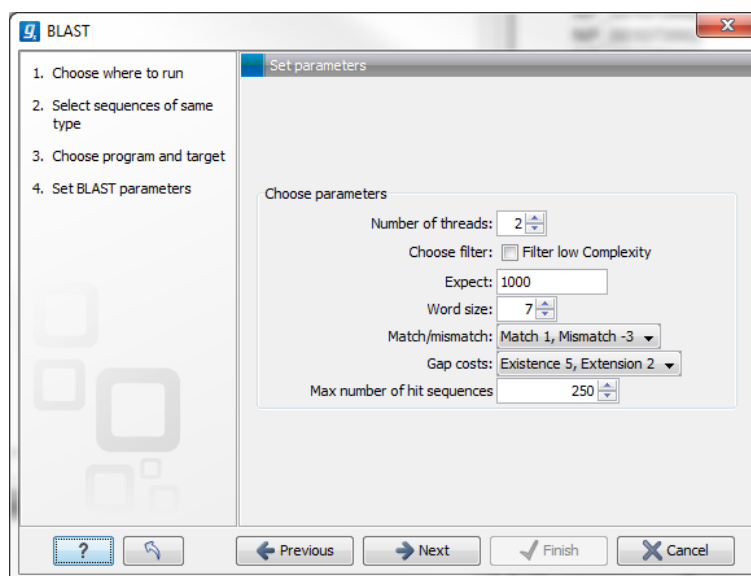 BLAST
1. Choose where to run
2. Select sequences of same
type
3. Choose program and target
4. Set BLAST parameters
Set parameters
Choose parameters
Number of threads: 2
Choose filter: Filter low Complexity
Expect: 1000
Word size: 7
Match/mismatch: Match 1, Mismatch -3
Gap costs: Existence 5, Extension 2
Max number of hit sequences 250
?
Previous
Next
Finish
Cancel